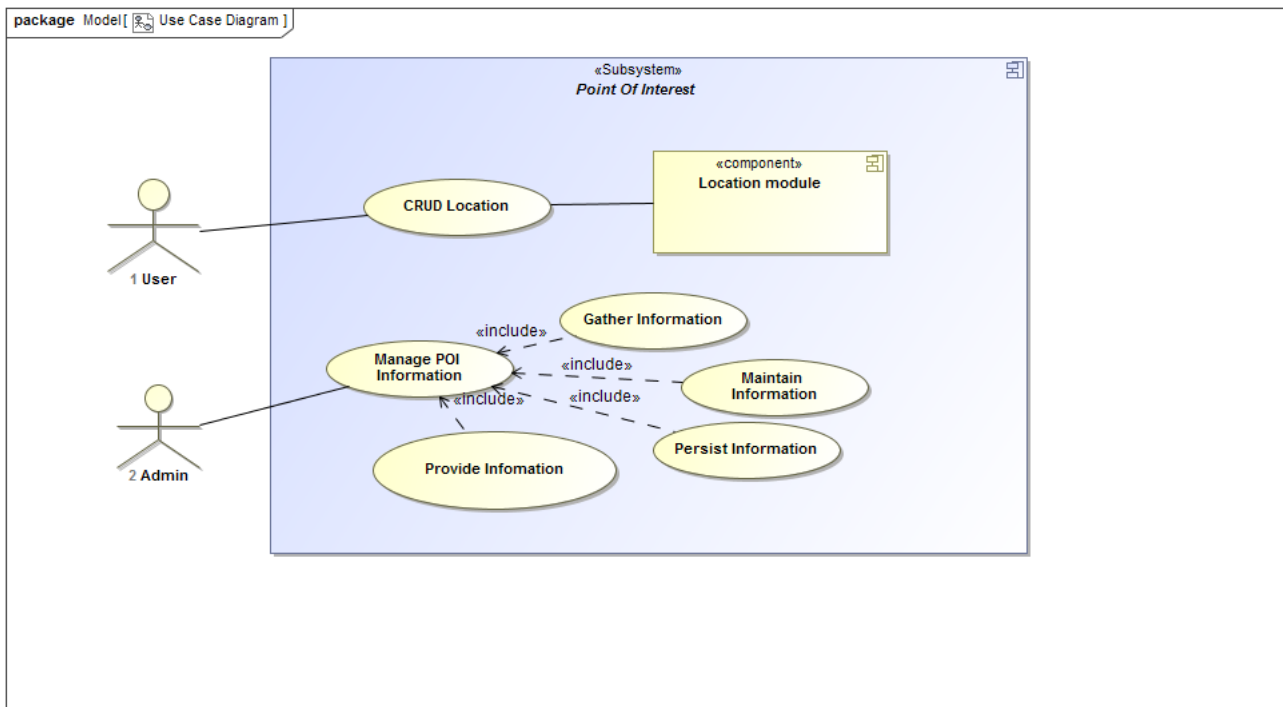 package Model[ Use Case Diagram ]
«Subsystem»
Point Of Interest
«component»
Location module
CRUD Location
1 User
Gather Information
«include»
Manage POI
Information
«include»
Maintain
Information
«include»
«include»
Persist Information
Provide Infomation
2 Admin